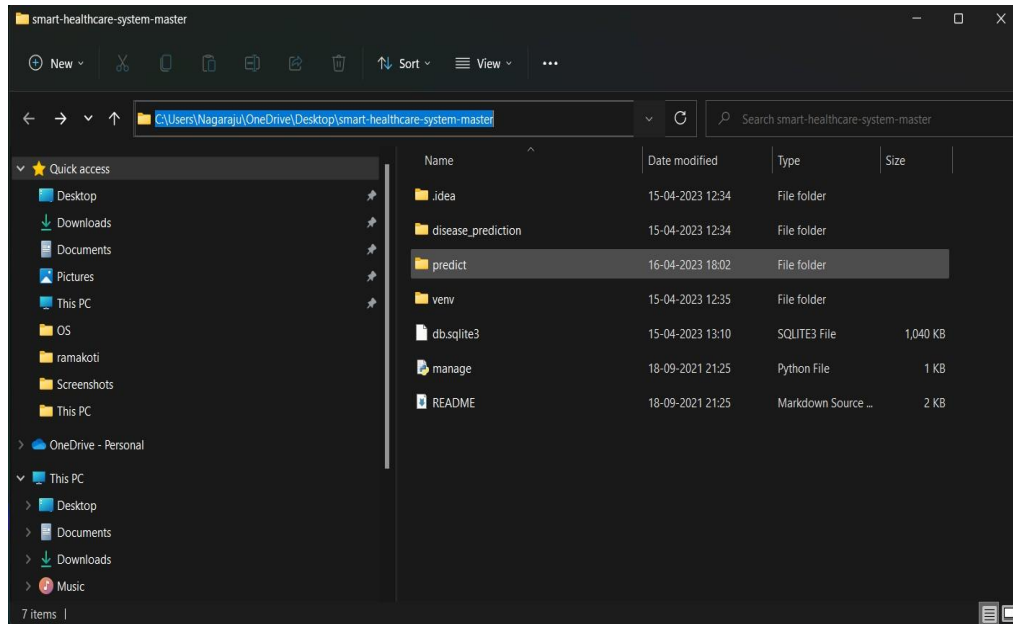 smart-healthcare-system-master
New
Sort
View
C:\Users\Nagaraju\OneDrive\Desktop\smart-healthcare-system-master
Search smart-healthcare-system-master
Quick access
Desktop
Downloads
Documents
Pictures
This PC
OS
ramakoti
Screenshots
This PC
OneDrive - Personal
This PC
Desktop
Documents
Downloads
Music
Name Date modified Type Size
.idea 15-04-2023 12:34 File folder
disease_prediction 15-04-2023 12:34 File folder
predict 16-04-2023 18:02 File folder
venv 15-04-2023 12:35 File folder
db.sqlite3 15-04-2023 13:10 SQLITE3 File 1,040 KB
manage 18-09-2021 21:25 Python File 1 KB
README 18-09-2021 21:25 Markdown Source ... 2 KB
7 items